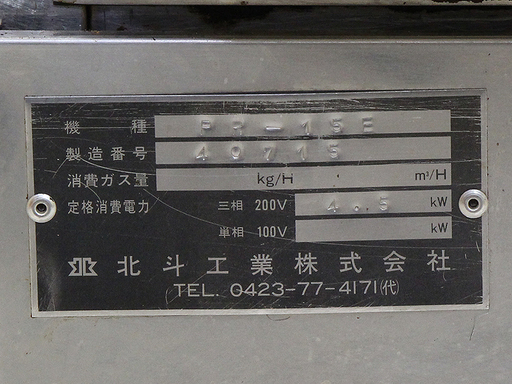 機種 PR-15E
製造番号 40715
消費ガス量 kg/H m³/H
定格消費電力 三相 200V 4.5 kW
単相 100V kW
北斗工業株式会社
TEL. 0423-77-4171(代)